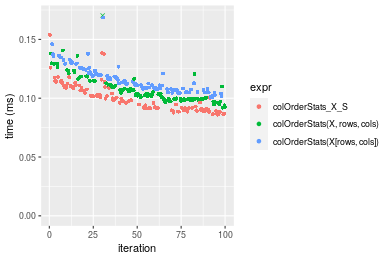 0.15
0.10
0.05
0.00
time (ms)
0
25
50
75
100
iteration
expr
colOrderStats_X_S
colOrderStats(X, rows, cols)
colOrderStats(X[rows, cols])